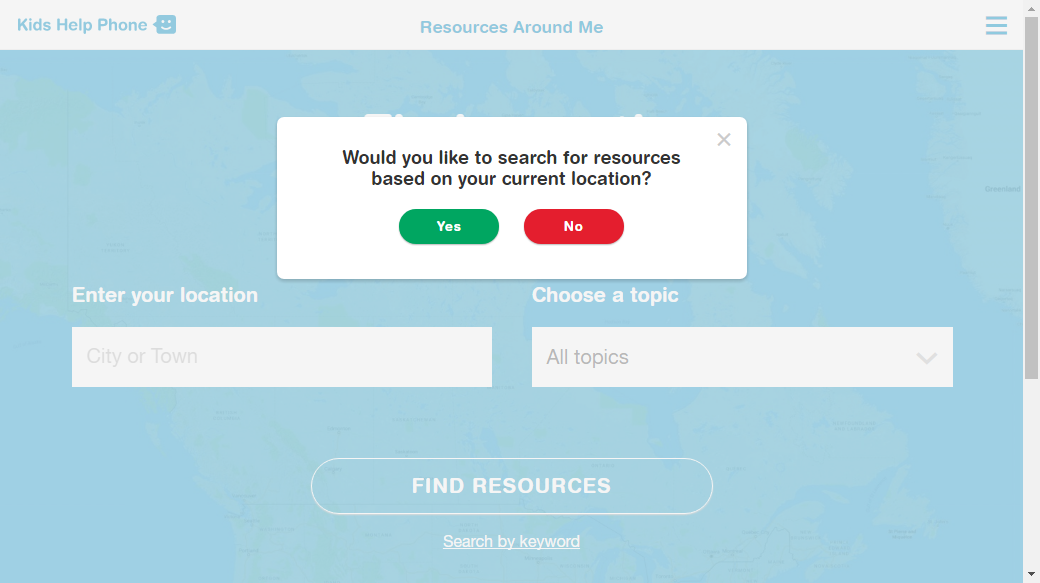 Kids Help Phone
Resources Around Me
Would you like to search for resources
based on your current location?
Yes
No
Greenland
Enter your location
Choose a topic
City or Town
All topics
FIND RESOURCES
Search by keyword